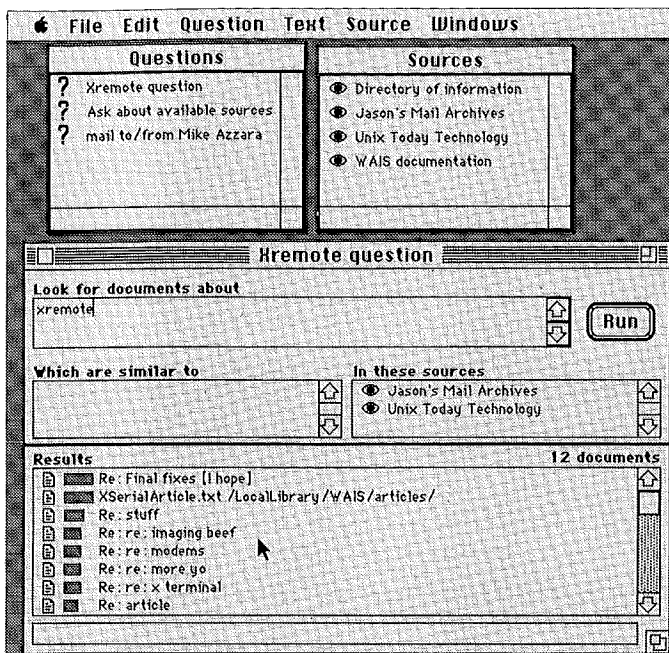 File Edit Question Text Source Windows
Questions
? Xremote question
? Ask about available sources
? mail to/from Mike Azzara
Sources
Directory of information
Jason's Mail Archives
Unix Today Technology
WAIS documentation
Xremote question
Look for documents about
xremote
Run
Which are similar to
In these sources
Jason's Mail Archives
Unix Today Technology
Results
12 documents
Re: Final fixes [I hope]
XSerialArticle.txt /LocalLibrary/WAIS/articles/
Re: stuff
Re: re: imaging beef
Re: re: modems
Re: re: more yo
Re: re: x terminal
Re: article